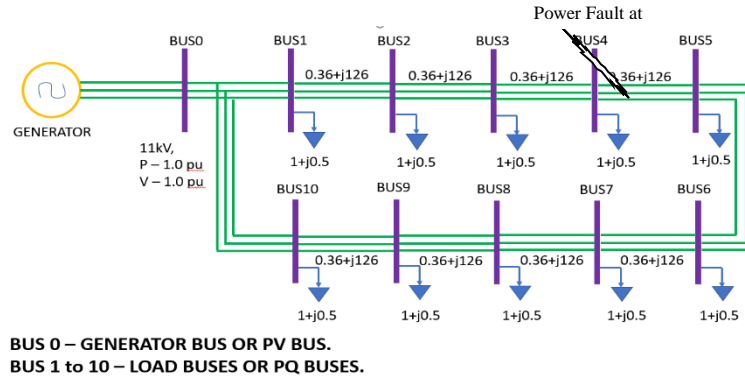 Power Fault at
BUS0 BUS1 BUS2 BUS3 BUS4 BUS5
0.36+j126 0.36+j126 0.36+j126 0.36+j126
GENERATOR
11kV,
P – 1.0 pu
V – 1.0 pu
1+j0.5 1+j0.5 1+j0.5 1+j0.5 1+j0.5
BUS10 BUS9 BUS8 BUS7 BUS6
0.36+j126 0.36+j126 0.36+j126 0.36+j126
1+j0.5 1+j0.5 1+j0.5 1+j0.5 1+j0.5
BUS 0 – GENERATOR BUS OR PV BUS.
BUS 1 to 10 – LOAD BUSES OR PQ BUSES.